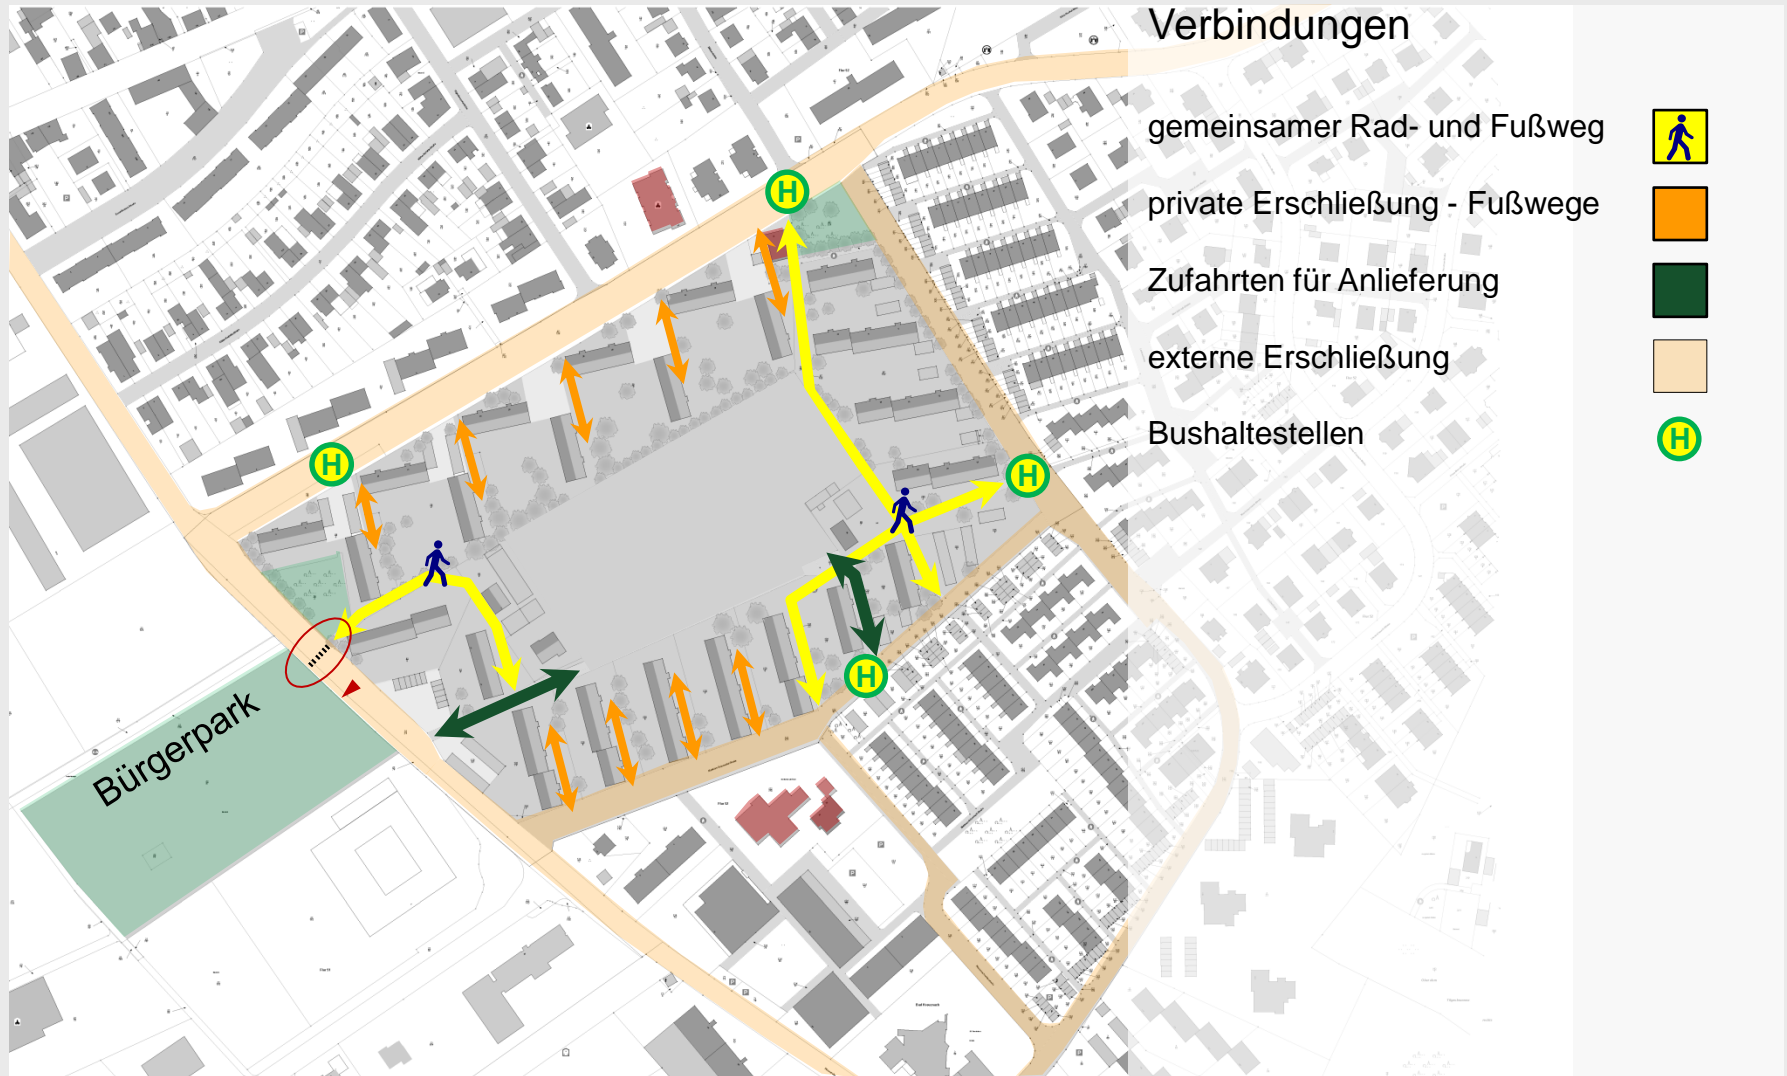 Verbindungen
gemeinsamer Rad- und Fußweg
private Erschließung - Fußwege
Zufahrten für Anlieferung
externe Erschließung
Bushaltestellen
H
H
H
H
H
Bürgerpark